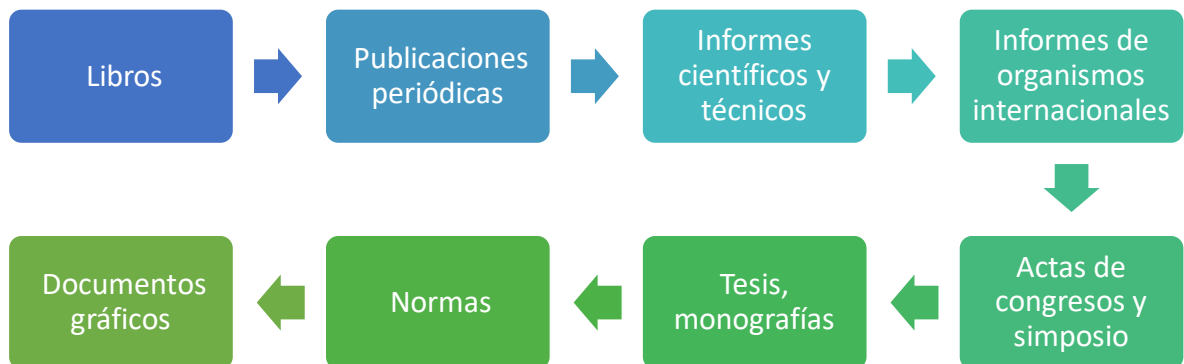 Libros
Publicaciones
periódicas
Informes
científicos y
técnicos
Informes de
organismos
internacionales
Actas de
congresos y
simposio
Tesis,
monografías
Normas
Documentos
gráficos